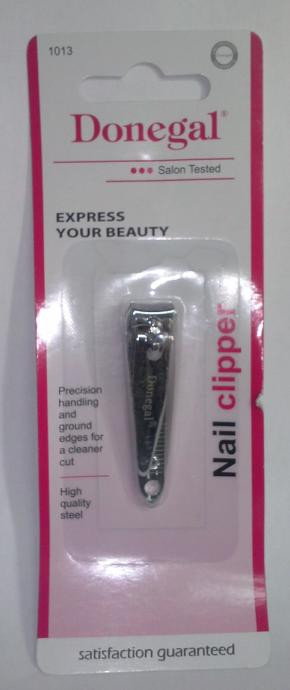 1013
Donegal®
Salon Tested
EXPRESS
YOUR BEAUTY
Donegal
Nail clipper
Precision
handling
and
ground
edges for
a cleaner
cut
High
quality
steel
satisfaction guaranteed